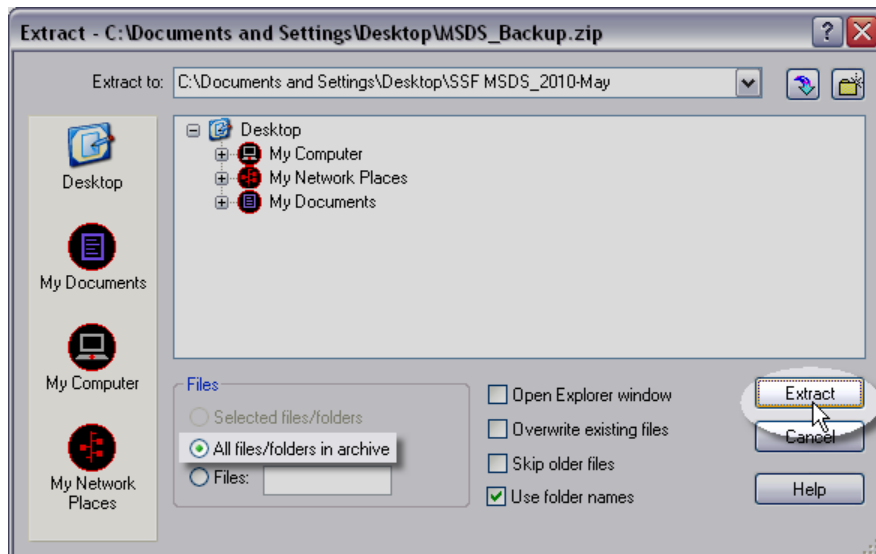 Extract - C:\Documents and Settings\Desktop\MSDS_Backup.zip
Extract to: C:\Documents and Settings\Desktop\SSF MSDS_2010-May
Desktop
My Documents
My Computer
My Network
Places
Desktop
My Computer
My Network Places
My Documents
Files
Selected files/folders
All files/folders in archive
Files:
Open Explorer window
Overwrite existing files
Skip older files
Use folder names
Extract
Cancel
Help